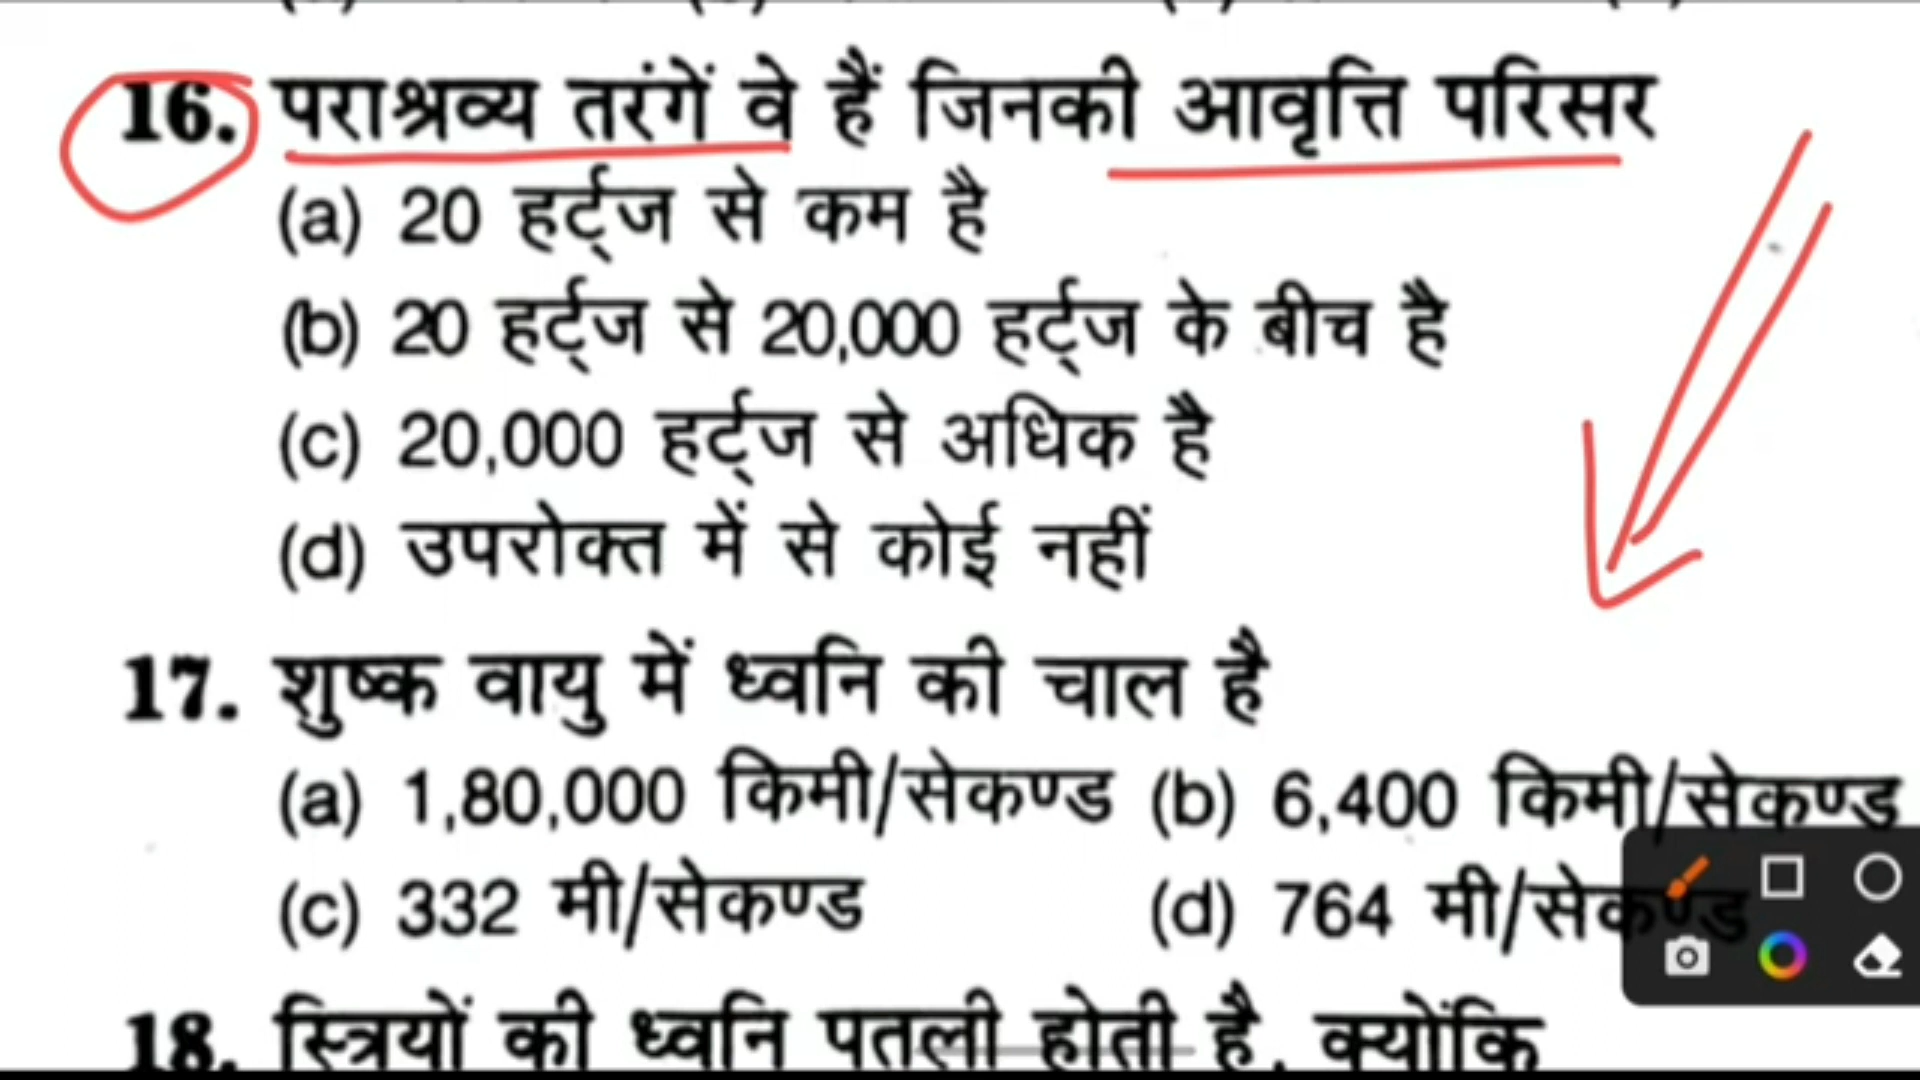 16. पराश्रव्य तरंगें वे हैं जिनकी आवृत्ति परिसर
(a) 20 हर्ट्ज से कम है
(b) 20 हर्ट्ज से 20,000 हर्ट्ज के बीच है
(c) 20,000 हर्ट्ज से अधिक है
(d) उपरोक्त में से कोई नहीं
17. शुष्क वायु में ध्वनि की चाल है
(a) 1,80,000 किमी/सेकण्ड (b) 6,400 किमी/सेकण्ड
(c) 332 मी/सेकण्ड (d) 764 मी/सेकण्ड
18. स्त्रियों की ध्वनि पतली होती है, क्योंकि